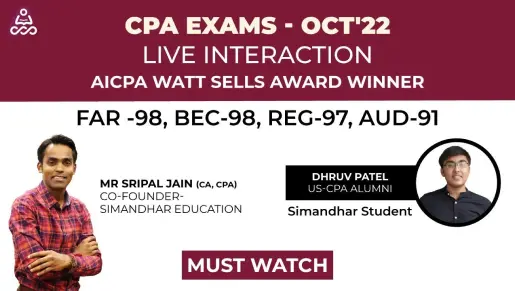 CPA EXAMS - OCT'22
LIVE INTERACTION
AICPA WATT SELLS AWARD WINNER
FAR -98, BEC-98, REG-97, AUD-91
MR SRIPAL JAIN (CA, CPA)
CO-FOUNDER-
SIMANDHAR EDUCATION
DHRUV PATEL
US-CPA ALUMNI
Simandhar Student
MUST WATCH